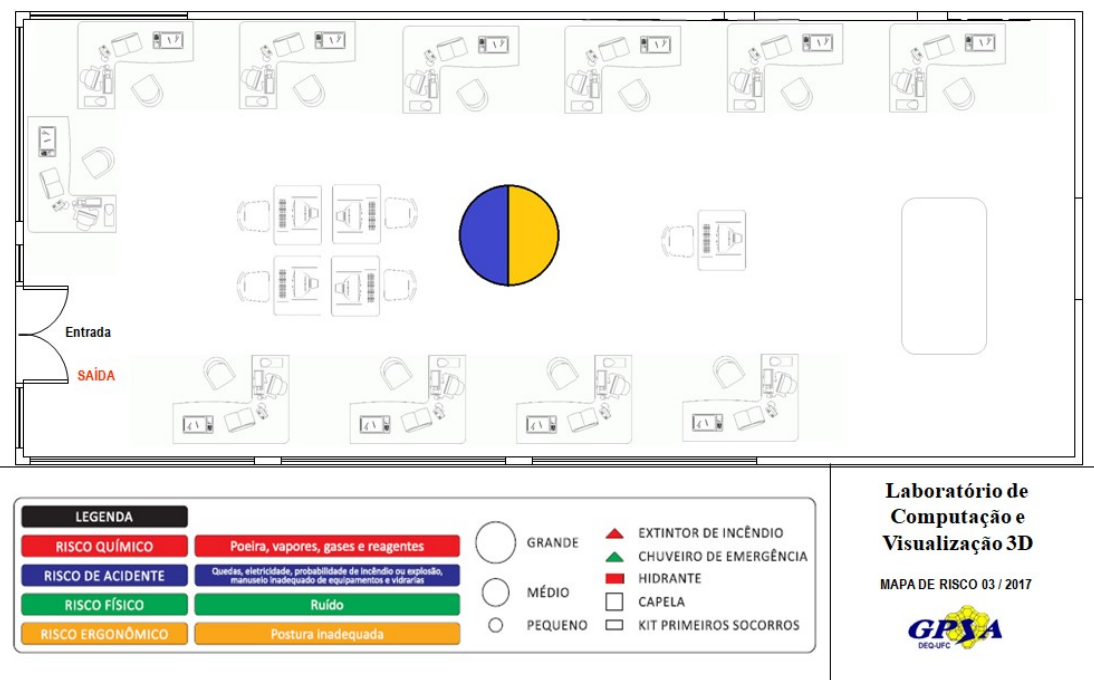 Entrada
SAÍDA
LEGENDA
RISCO QUÍMICO
Poeira, vapores, gases e reagentes
RISCO DE ACIDENTE
Quedas, eletricidade, probabilidade de incêndio ou explosão,
manuseio inadequado de equipamentos e vidrarias
RISCO FÍSICO
Ruído
RISCO ERGONÔMICO
Postura inadequada
GRANDE
MÉDIO
PEQUENO
EXTINTOR DE INCÊNDIO
CHUVEIRO DE EMERGÊNCIA
HIDRANTE
CAPELA
KIT PRIMEIROS SOCORROS
Laboratório de
Computação e
Visualização 3D
MAPA DE RISCO 03 / 2017
GPSA
DEQ-UFC